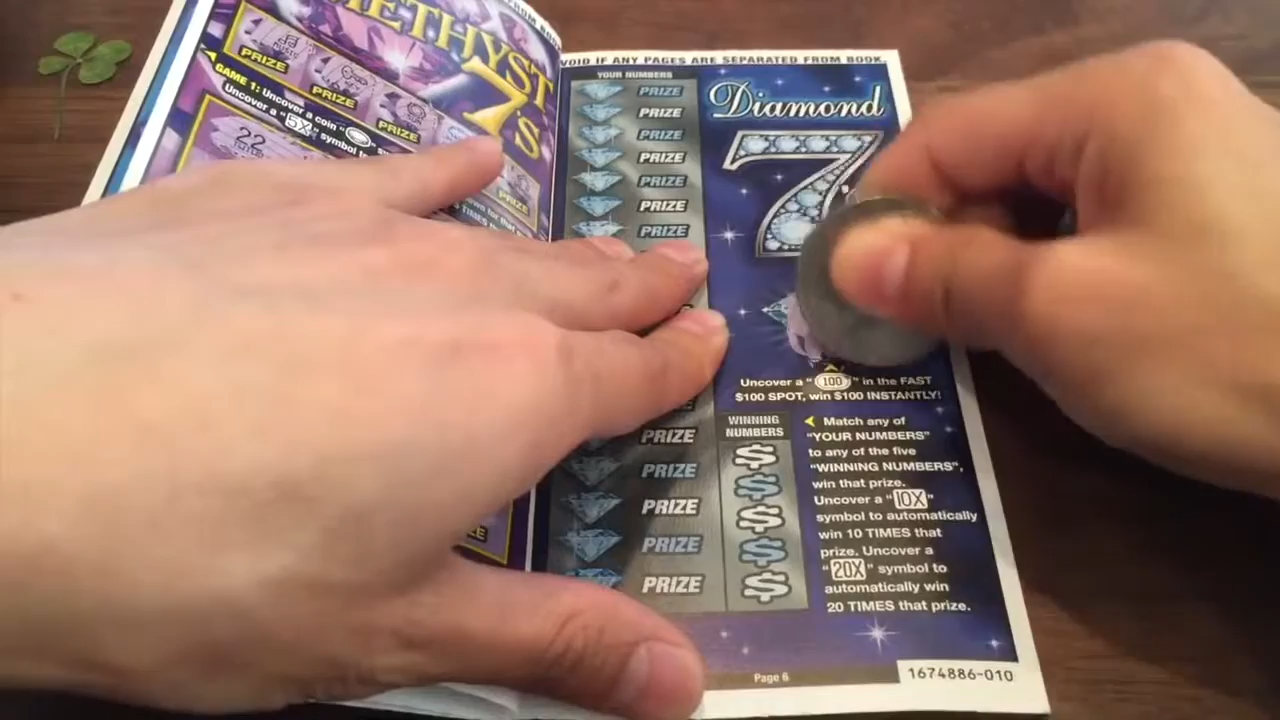 METHYST
7's
PRIZE
PRIZE
PRIZE
PRIZE
GAME 1: Uncover a coin
Uncover a "5X" symbol to
22
VOID IF ANY PAGES ARE SEPARATED FROM BOOK.
YOUR NUMBERS
PRIZE
PRIZE
PRIZE
PRIZE
PRIZE
PRIZE
PRIZE
PRIZE
PRIZE
PRIZE
PRIZE
PRIZE
Diamond
7
Uncover a "100" in the FAST
$100 SPOT, win $100 INSTANTLY!
WINNING
NUMBERS
$
$
$
$
$
Match any of
"YOUR NUMBERS"
to any of the five
"WINNING NUMBERS",
win that prize.
Uncover a "10X"
symbol to automatically
win 10 TIMES that
prize. Uncover a
"20X" symbol to
automatically win
20 TIMES that prize.
Page 6
1674886-010